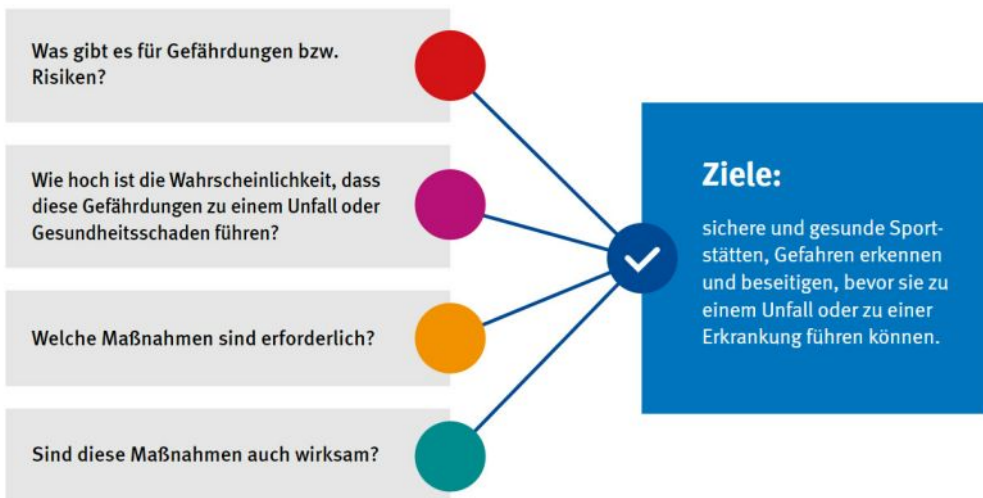 Was gibt es für Gefährdungen bzw.
Risiken?
Wie hoch ist die Wahrscheinlichkeit, dass
diese Gefährdungen zu einem Unfall oder
Gesundheitsschaden führen?
Welche Maßnahmen sind erforderlich?
Sind diese Maßnahmen auch wirksam?
Ziele:
sichere und gesunde Sport-
stätten, Gefahren erkennen
und beseitigen, bevor sie zu
einem Unfall oder zu einer
Erkrankung führen können.